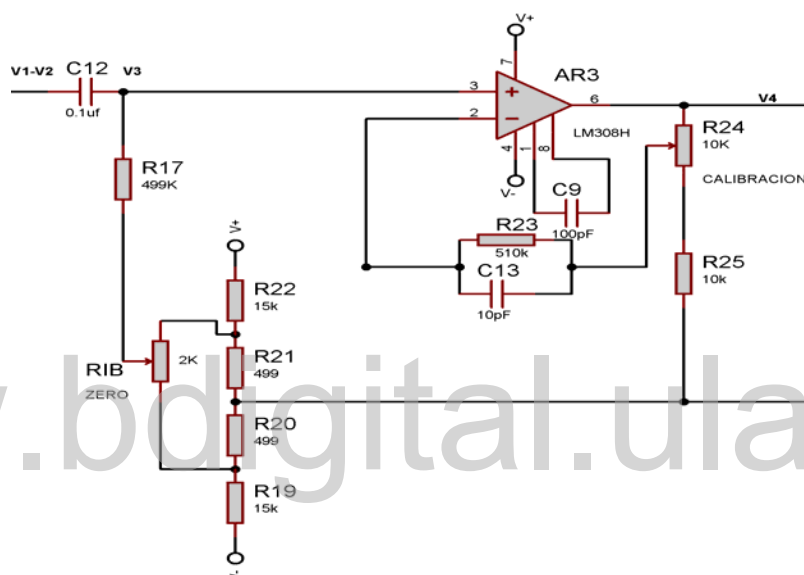 V+
V1-V2
C12
V3
0.1uf
7
AR3
3
+
6
V4
2
−
LM308H
R24
10K
4
1
8
V-
CALIBRACION
R17
499K
C9
100pF
R23
510k
V+
C13
10pF
R25
10k
R22
15k
RIB
2K
ZERO
R21
499
R20
499
R19
15k
V-
.bdigital.ula